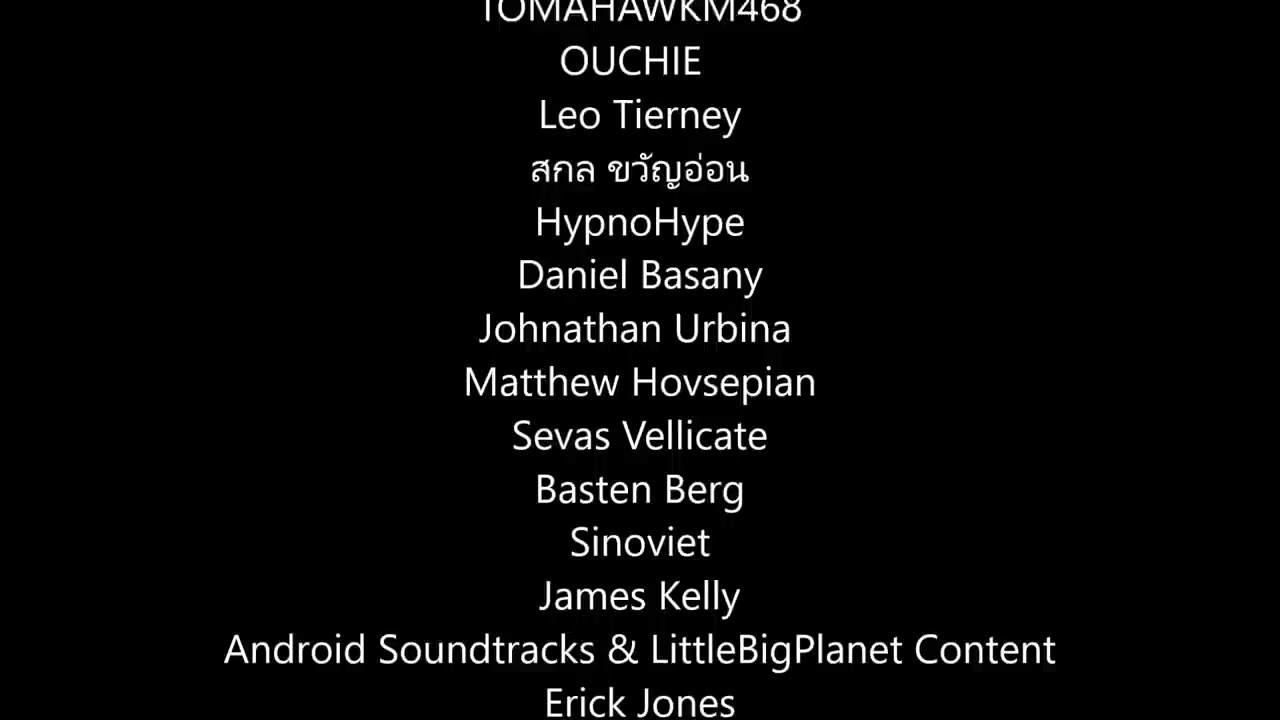 TOMAHAWKM468
OUCHIE
Leo Tierney
สกล ขวัญอ่อน
HypnoHype
Daniel Basany
Johnathan Urbina
Matthew Hovsepian
Sevas Vellicate
Basten Berg
Sinoviet
James Kelly
Android Soundtracks & LittleBigPlanet Content
Erick Jones